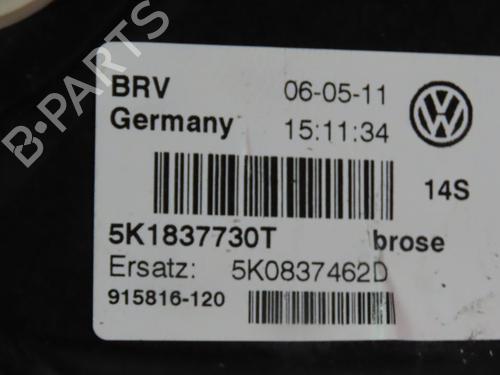 B-PARTS
BRV 06-05-11
Germany 15:11:34
14S
5K1837730T brose
Ersatz: 5K0837462D
915816-120